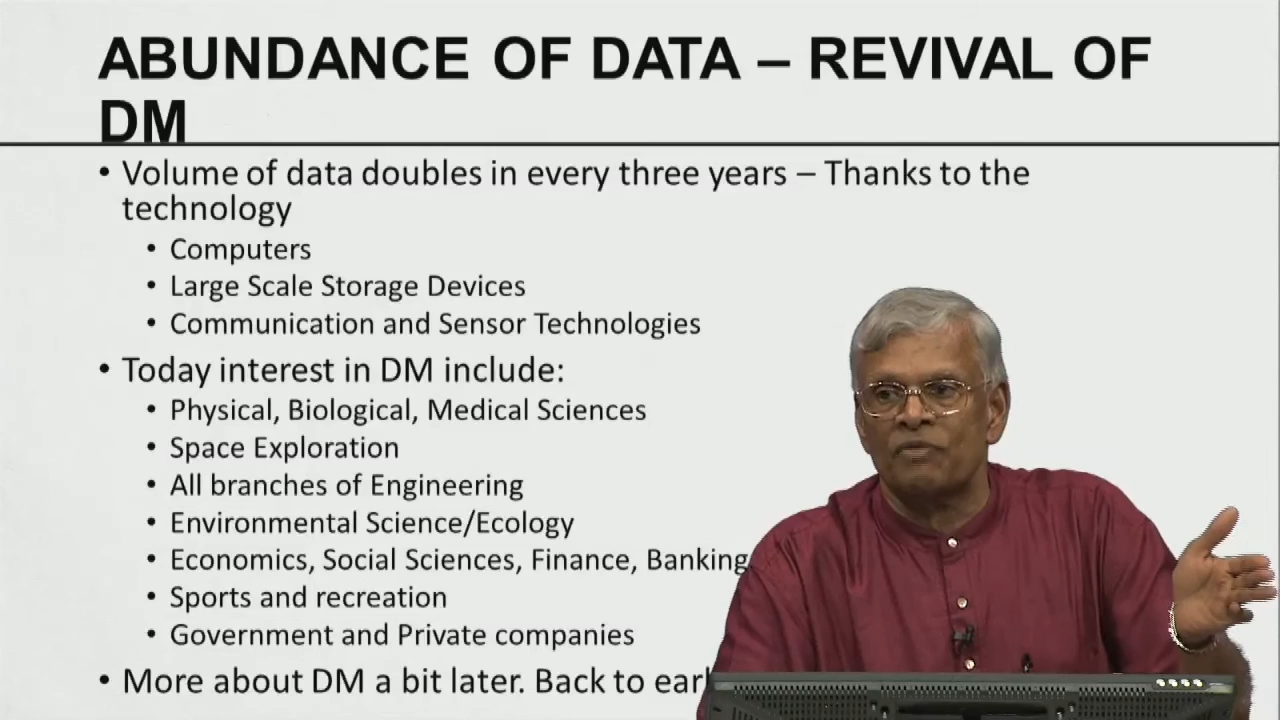 ABUNDANCE OF DATA – REVIVAL OF
DM
• Volume of data doubles in every three years – Thanks to the
technology
• Computers
• Large Scale Storage Devices
• Communication and Sensor Technologies
• Today interest in DM include:
• Physical, Biological, Medical Sciences
• Space Exploration
• All branches of Engineering
• Environmental Science/Ecology
• Economics, Social Sciences, Finance, Banking
• Sports and recreation
• Government and Private companies
• More about DM a bit later. Back to